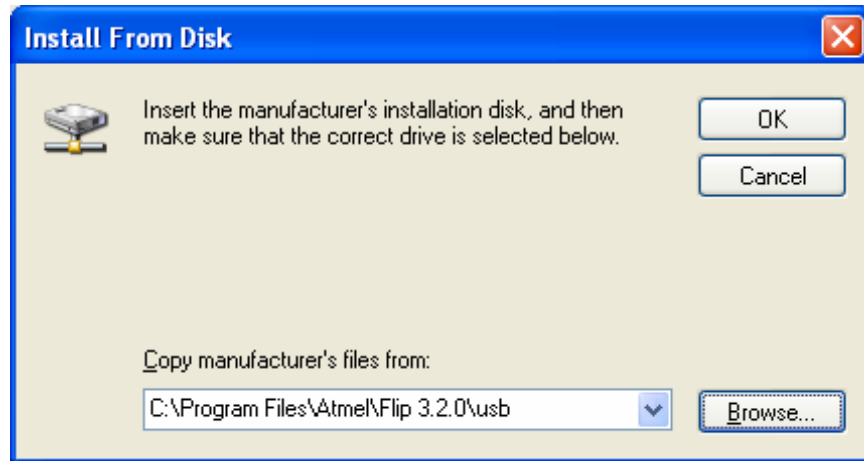 Install From Disk
Insert the manufacturer's installation disk, and then
make sure that the correct drive is selected below.
OK
Cancel
Copy manufacturer's files from:
C:\Program Files\Atmel\Flip 3.2.0\usb
Browse...